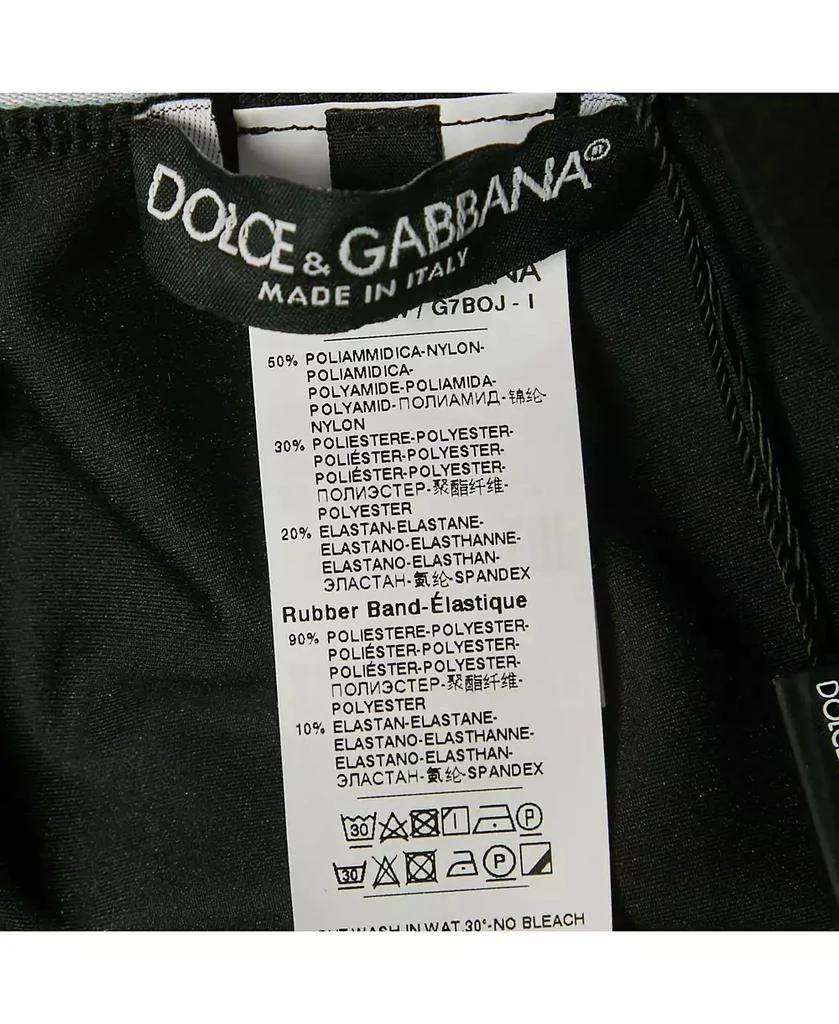 DOLCE & GABBANA
MADE IN ITALY
NA
/ G7BOJ - I
50% POLIAMMIDICA-NYLON-
POLIAMIDICA-
POLYAMIDE-POLIAMIDA-
POLYAMID-ПОЛИАМИД-锦纶-
NYLON
30% POLIESTERE-POLYESTER-
POLIÉSTER-POLYESTER-
POLIÉSTER-POLYESTER-
ПОЛИЭСТЕР-聚酯纤维-
POLYESTER
20% ELASTAN-ELASTANE-
ELASTANO-ELASTHANNE-
ELASTANO-ELASTHAN-
ЭЛАСТАН-氨纶-SPANDEX
Rubber Band-Élastique
90% POLIESTERE-POLYESTER-
POLIÉSTER-POLYESTER-
POLIÉSTER-POLYESTER-
ПОЛИЭСТЕР-聚酯纤维-
POLYESTER
10% ELASTAN-ELASTANE-
ELASTANO-ELASTHANNE-
ELASTANO-ELASTHAN-
ЭЛАСТАН-氨纶-SPANDEX
30 P
30 P
WASH IN WAT.30°-NO BLEACH
DOLCE